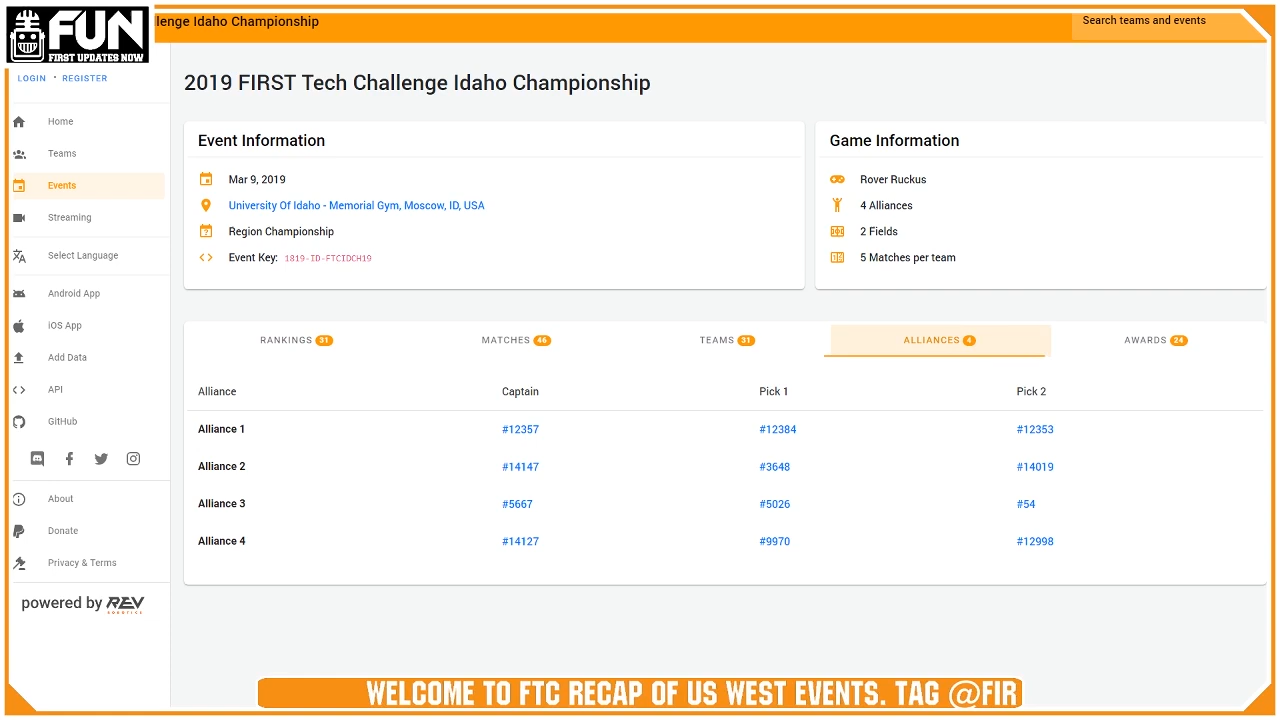 FUN
FIRST UPDATES NOW
lenge Idaho Championship
Search teams and events
LOGIN • REGISTER
Home
Teams
Events
Streaming
Select Language
Android App
iOS App
Add Data
API
GitHub
About
Donate
Privacy & Terms
powered by REV
ROBOTICS
2019 FIRST Tech Challenge Idaho Championship
Event Information
Mar 9, 2019
University Of Idaho - Memorial Gym, Moscow, ID, USA
Region Championship
Event Key: 1819-ID-FTCIDCH19
Game Information
Rover Ruckus
4 Alliances
2 Fields
5 Matches per team
RANKINGS 31 MATCHES 46 TEAMS 31 ALLIANCES 4 AWARDS 24
Alliance Captain Pick 1 Pick 2
Alliance 1 #12357 #12384 #12353
Alliance 2 #14147 #3648 #14019
Alliance 3 #5667 #5026 #54
Alliance 4 #14127 #9970 #12998
WELCOME TO FTC RECAP OF US WEST EVENTS. TAG @FIR